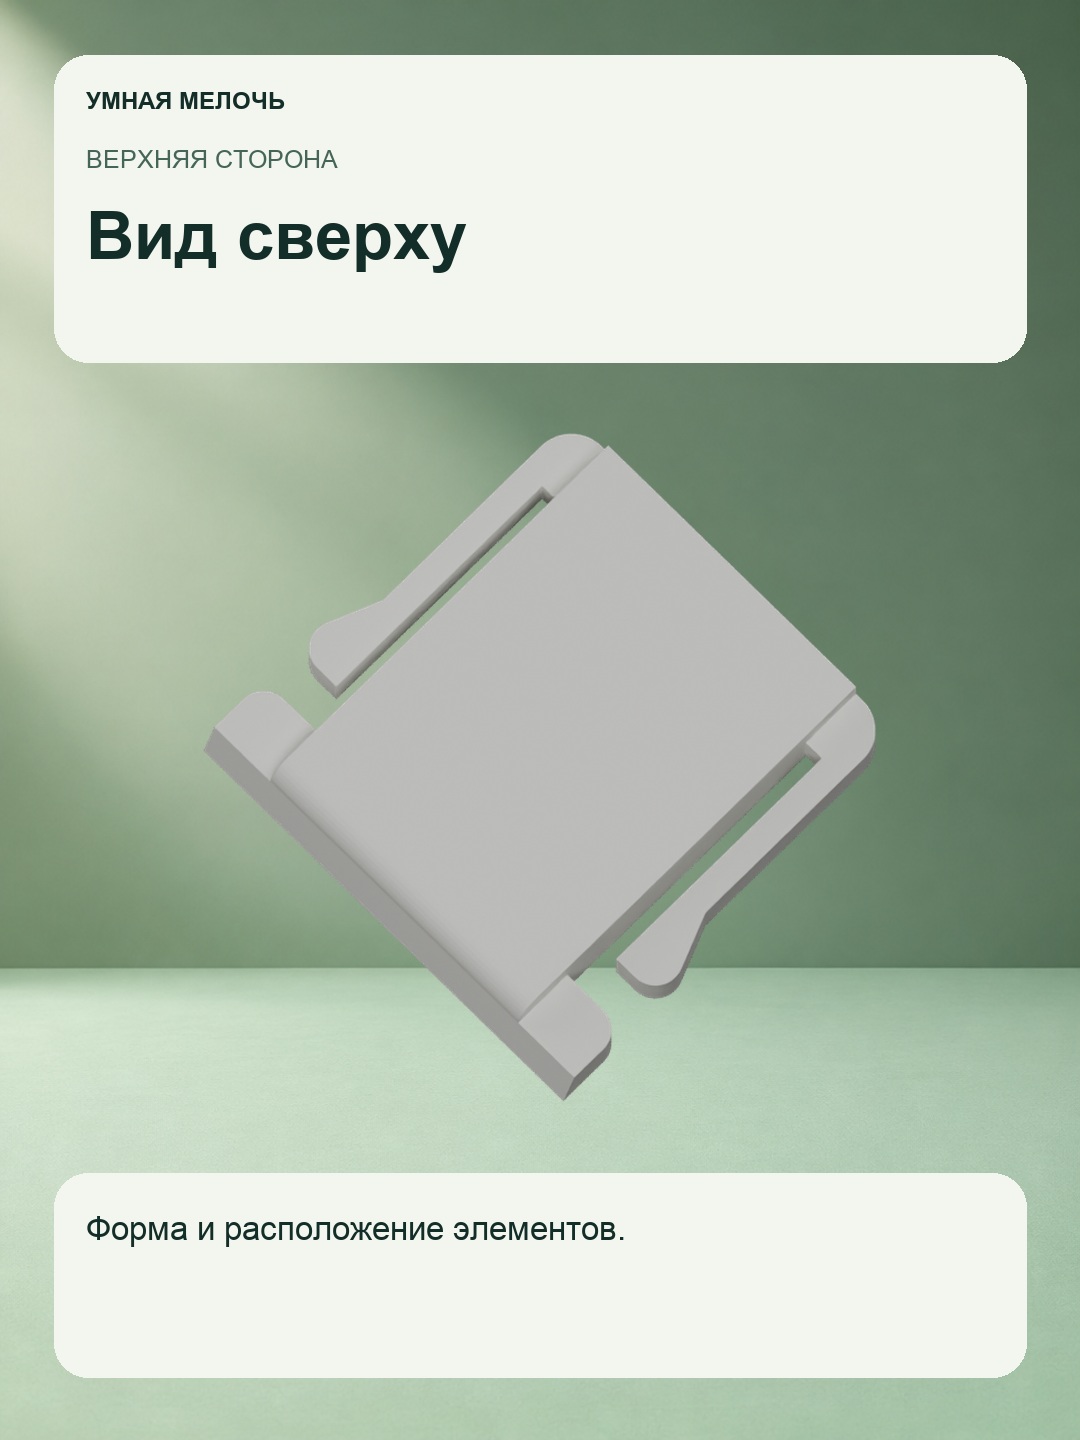 УМНАЯ МЕЛОЧЬ
ВЕРХНЯЯ СТОРОНА
Вид сверху
Форма и расположение элементов.